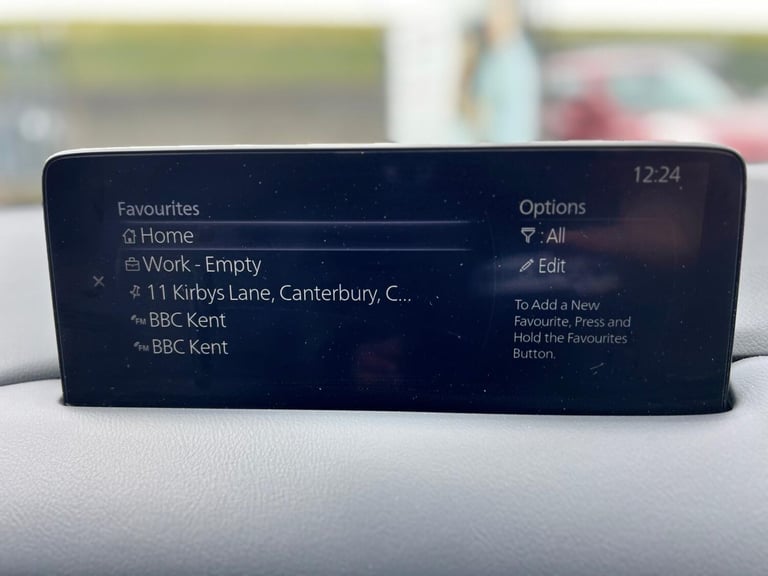 12:24
Favourites
Home
Work - Empty
11 Kirbys Lane, Canterbury, C...
FM BBC Kent
FM BBC Kent
Options
: All
Edit
To Add a New
Favourite, Press and
Hold the Favourites
Button.